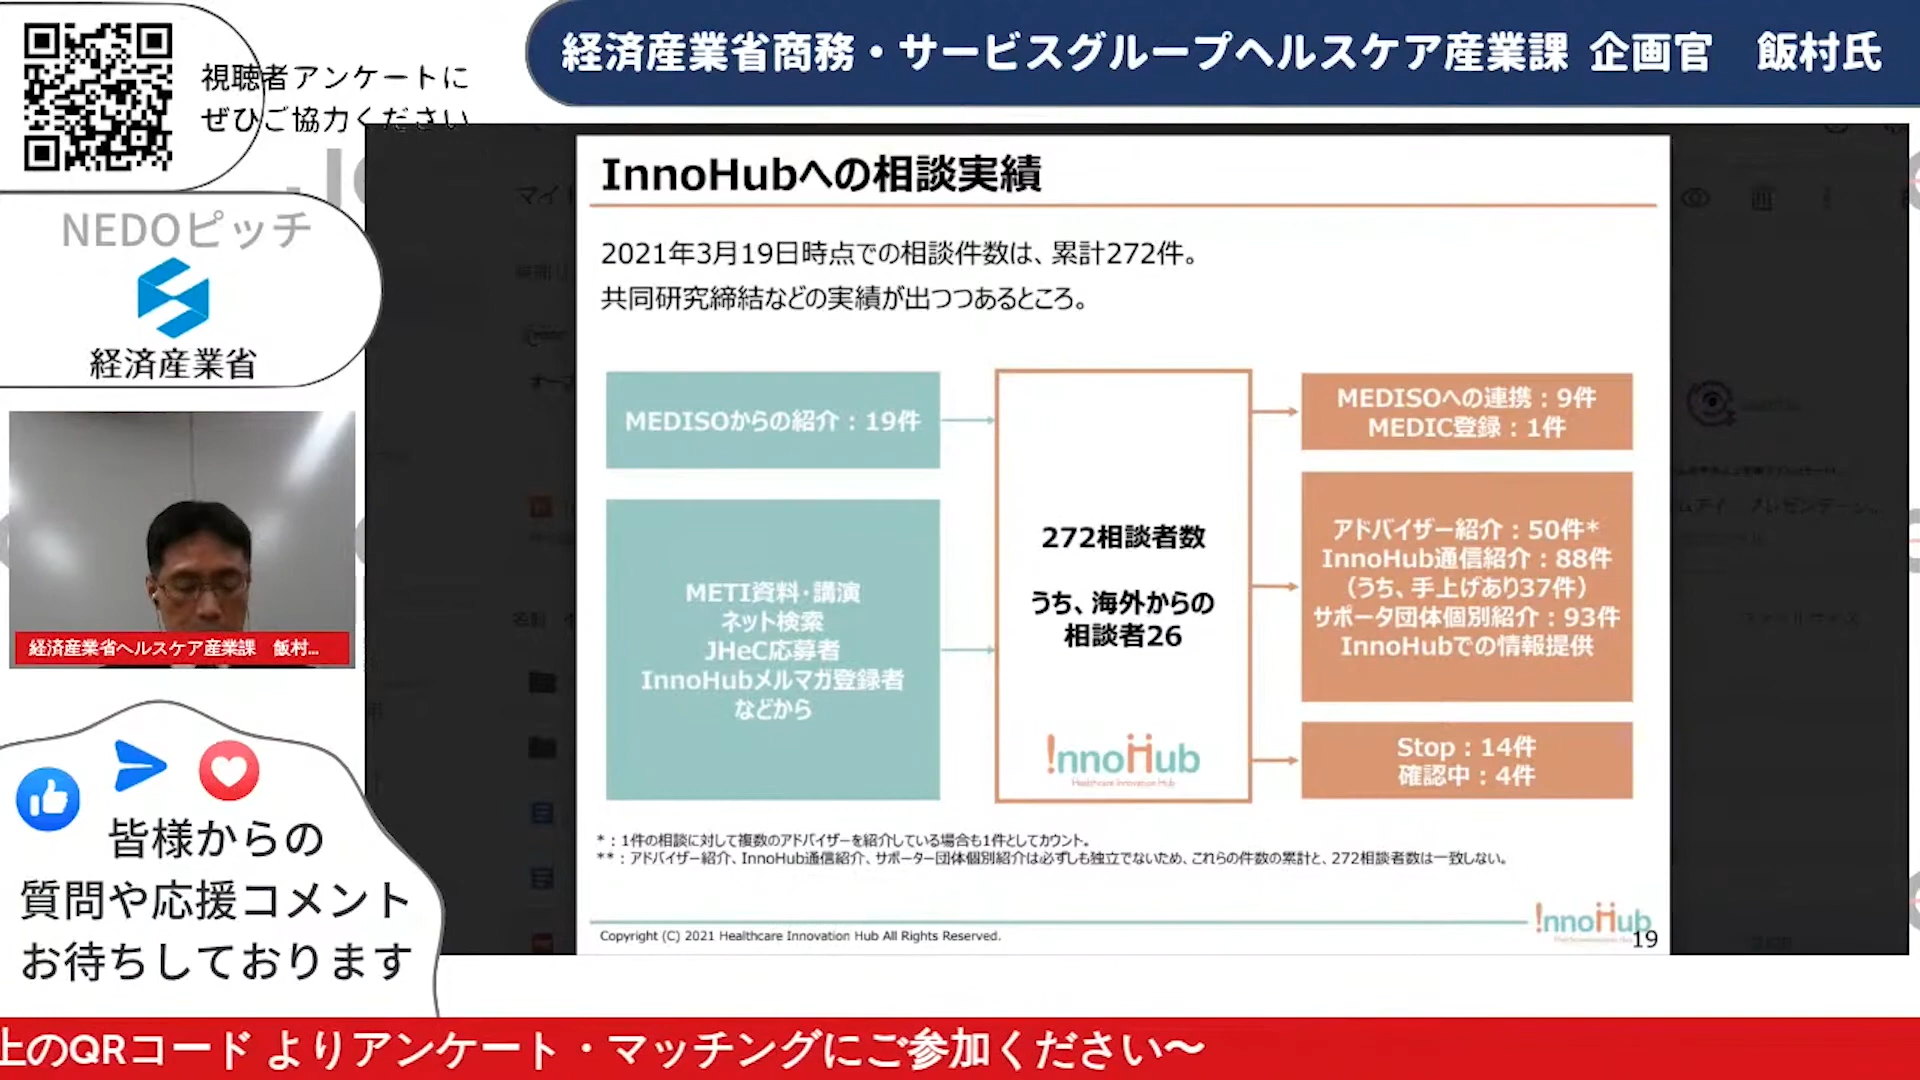 視聴者アンケートに
ぜひご協力ください
経済産業省商務・サービスグループヘルスケア産業課 企画官　飯村氏
NEDOピッチ
経済産業省
経済産業省ヘルスケア産業課　飯村...
皆様からの
質問や応援コメント
お待ちしております
InnoHubへの相談実績
2021年3月19日時点での相談件数は、累計272件。
共同研究締結などの実績が出つつあるところ。
MEDISOからの紹介：19件
METI資料・講演
ネット検索
JHeC応募者
InnoHubメルマガ登録者
などから
272相談者数
うち、海外からの
相談者26
InnoHub
Healthcare Innovation Hub
MEDISOへの連携：9件
MEDIC登録：1件
アドバイザー紹介：50件*
InnoHub通信紹介：88件
（うち、手上げあり37件）
サポータ団体個別紹介：93件
InnoHubでの情報提供
Stop：14件
確認中：4件
*：1件の相談に対して複数のアドバイザーを紹介している場合も1件としてカウント。
**：アドバイザー紹介、InnoHub通信紹介、サポーター団体個別紹介は必ずしも独立でないため、これらの件数の累計と、272相談者数は一致しない。
Copyright (C) 2021 Healthcare Innovation Hub All Rights Reserved.
InnoHub
19
上のQRコード よりアンケート・マッチングにご参加ください〜